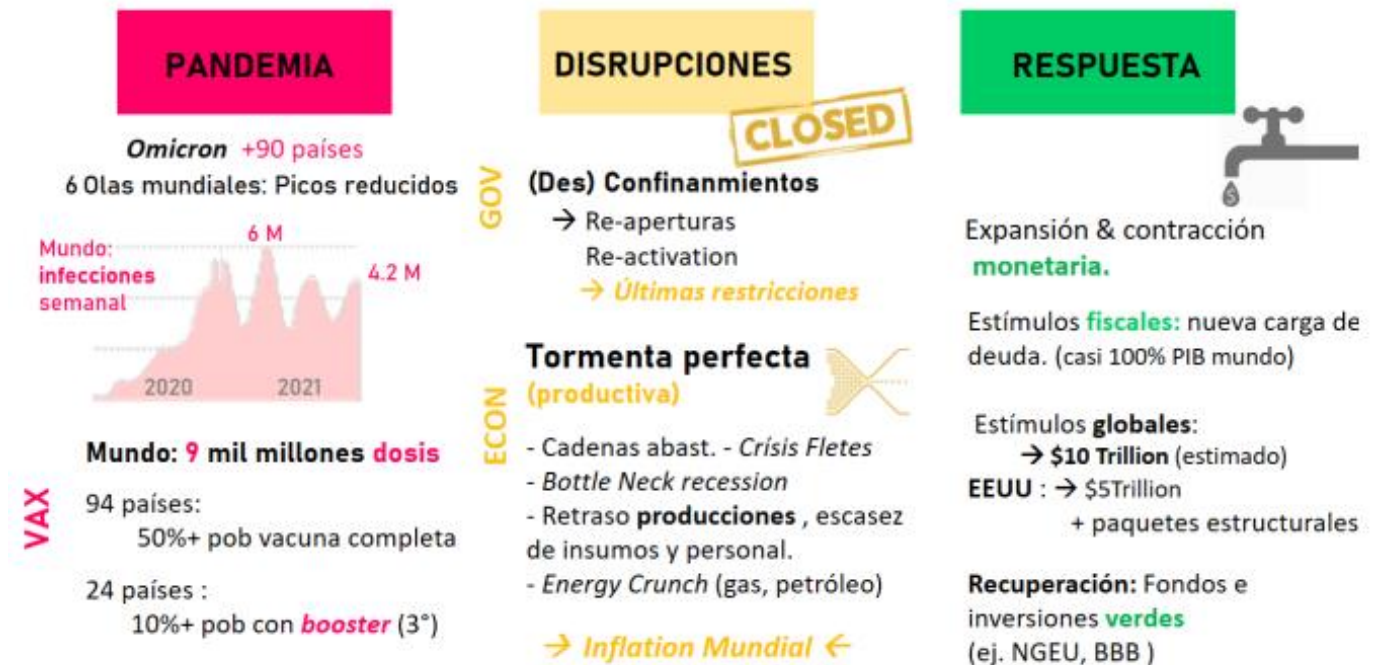 PANDEMIA
Omicron +90 países
6 Olas mundiales: Picos reducidos
Mundo:
infecciones
semanal
6 M
4.2 M
2020 2021
VAX
Mundo: 9 mil millones dosis
94 países:
50%+ pob vacuna completa
24 países :
10%+ pob con booster (3°)
DISRUPCIONES
CLOSED
GOV
(Des) Confinanmientos
→ Re-aperturas
Re-activation
→ Últimas restricciones
ECON
Tormenta perfecta
(productiva)
- Cadenas abast. - Crísis Fletes
- Bottle Neck recession
- Retraso producciones , escasez
de insumos y personal.
- Energy Crunch (gas, petróleo)
→ Inflation Mundial ←
RESPUESTA
$
Expansión & contracción
monetaria.
Estímulos fiscales: nueva carga de
deuda. (casi 100% PIB mundo)
Estímulos globales:
→ $10 Trillion (estimado)
EEUU : → $5Trillion
+ paquetes estructurales
Recuperación: Fondos e
inversiones verdes
(ej. NGEU, BBB )